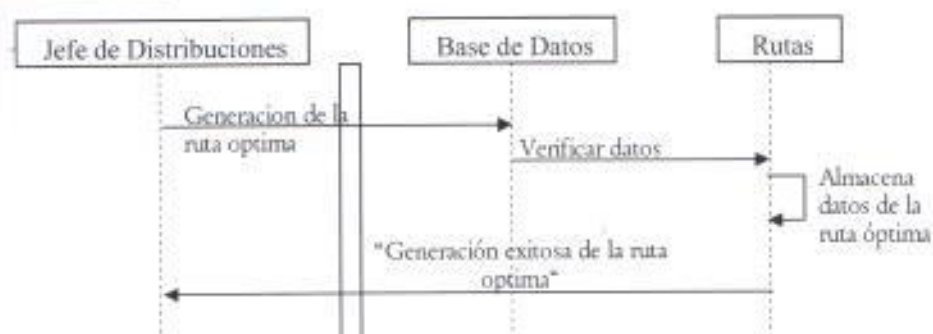 Jefe de Distribuciones
Base de Datos
Rutas
Generacion de la
ruta optima
Verificar datos
Almacena
datos de la
ruta óptima
"Generación exitosa de la ruta
optima"